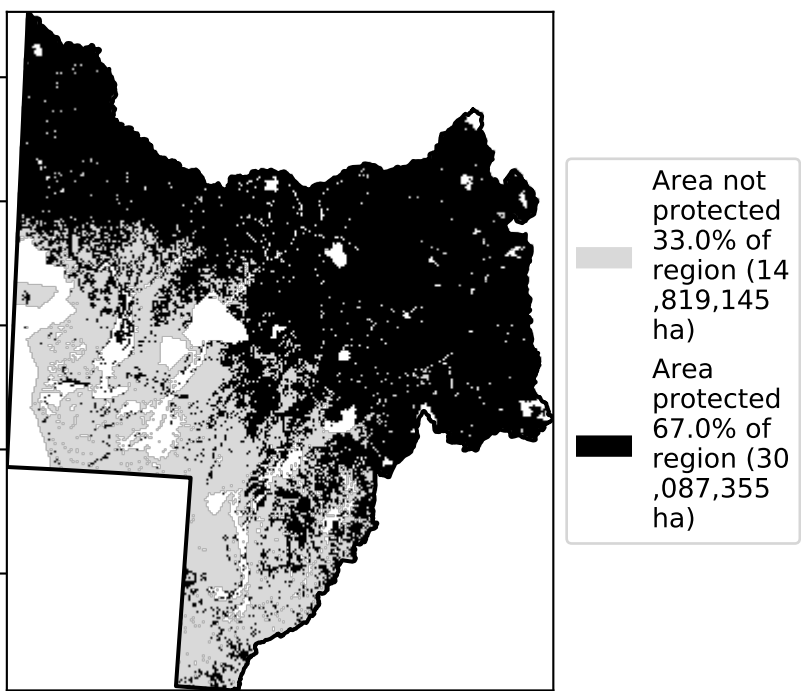 Area not
protected
33.0% of
region (14
,819,145
ha)
Area
protected
67.0% of
region (30
,087,355
ha)